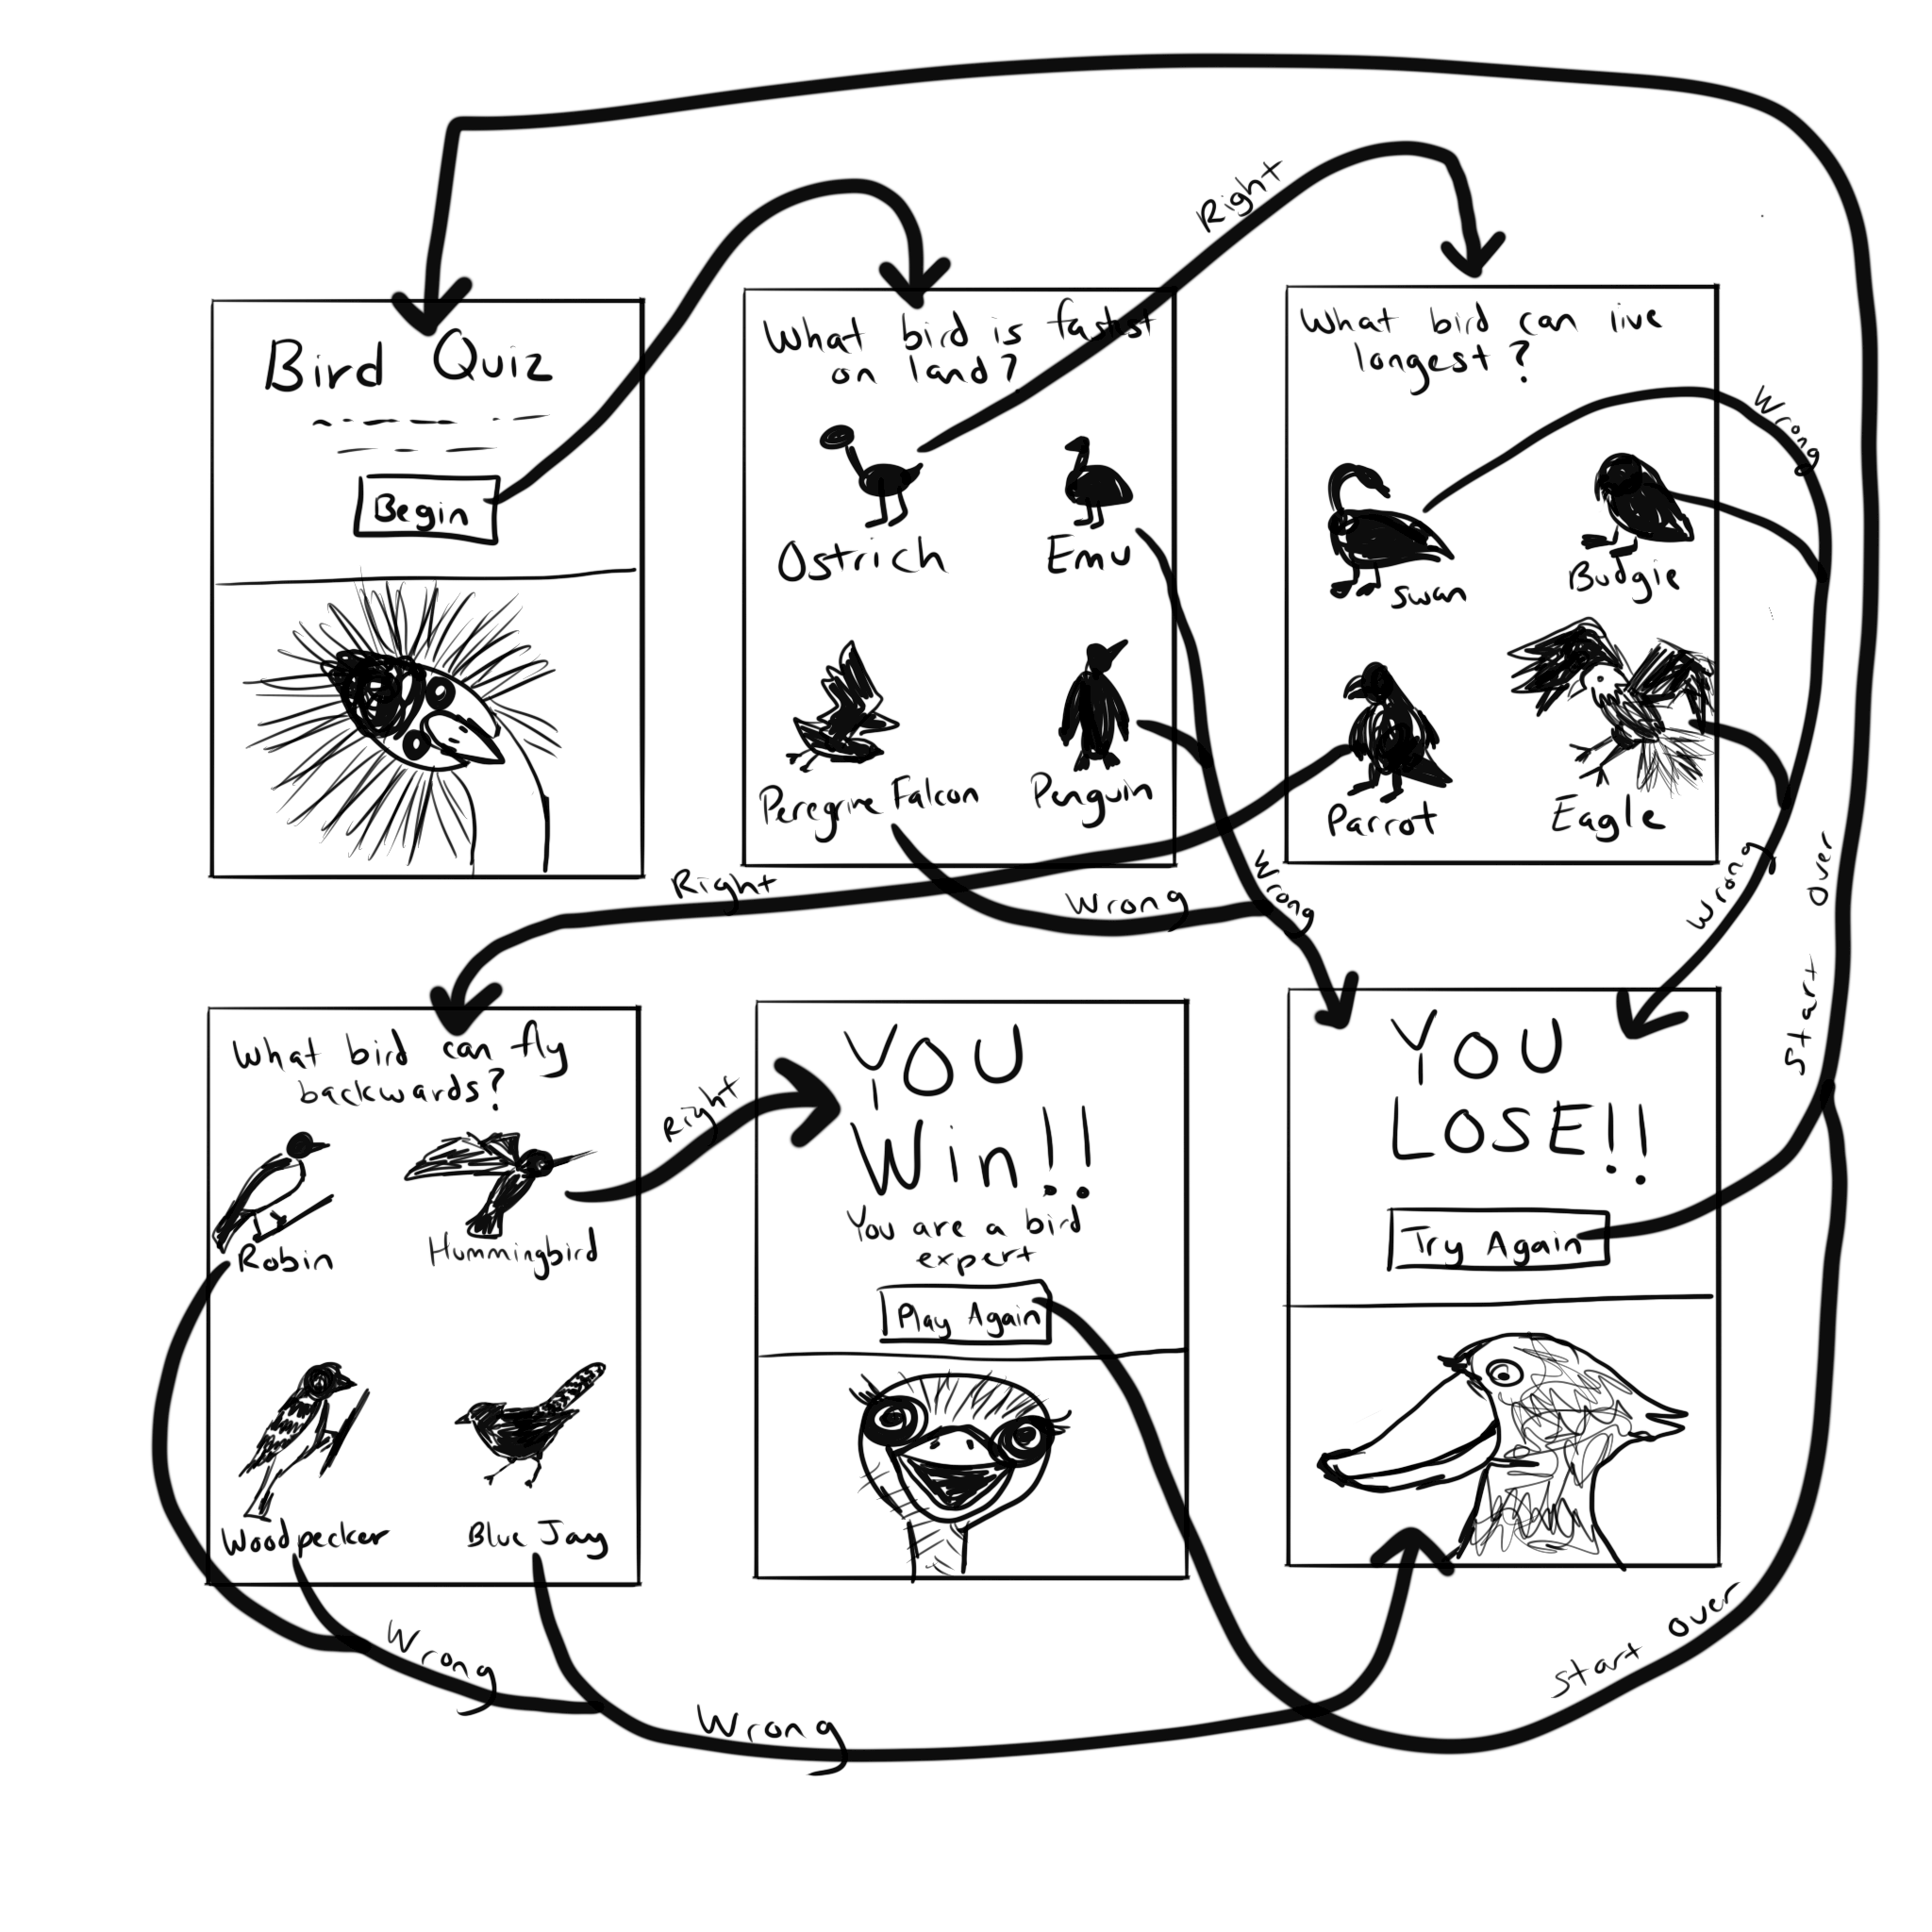 Bird Quiz
Begin
What bird is fastest
on land?
Ostrich
Emu
Peregrine Falcon
Penguin
Right
Wrong
Wrong
What bird can live
longest?
Swan
Budgie
Parrot
Eagle
Wrong
Wrong
Right
What bird can fly
backwards?
Robin
Hummingbird
Woodpecker
Blue Jay
Right
Wrong
Wrong
YOU
Win!!
You are a bird
expert
Play Again
YOU
LOSE!!
Try Again
Start Over
Start Over